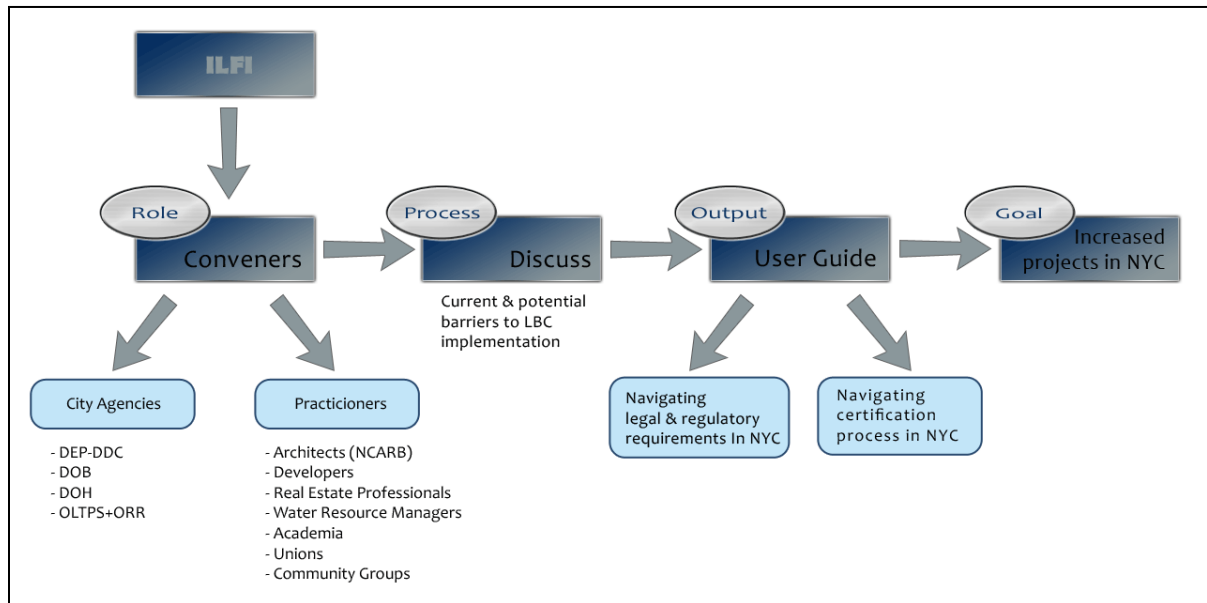 ILFI
Role
Conveners
Process
Discuss
Output
User Guide
Goal
Increased
projects in NYC
Current & potential
barriers to LBC
implementation
City Agencies
- DEP-DDC
- DOB
- DOH
- OLTPS+ORR
Practicioners
- Architects (NCARB)
- Developers
- Real Estate Professionals
- Water Resource Managers
- Academia
- Unions
- Community Groups
Navigating
legal & regulatory
requirements In NYC
Navigating
certification
process in NYC